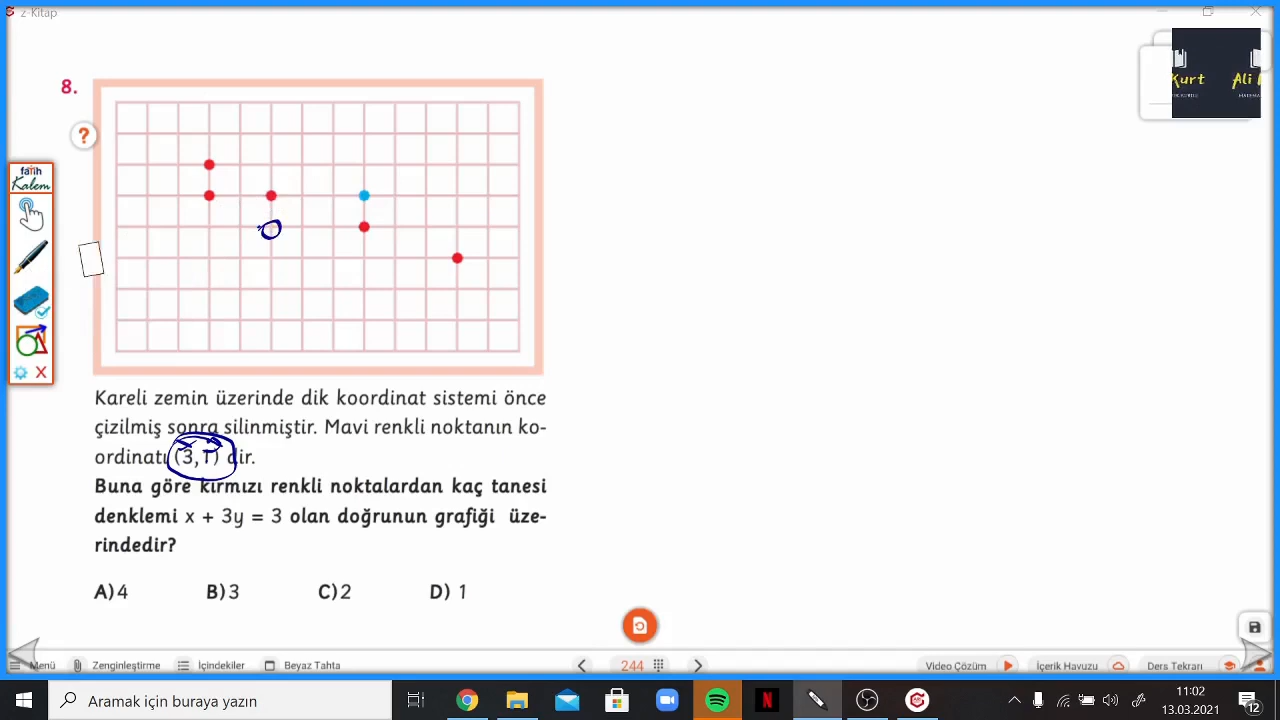 z-Kitap
8.
?
fatih
Kalem
Kurt
Ali
Kareli zemin üzerinde dik koordinat sistemi önce
çizilmiş sonra silinmiştir. Mavi renkli noktanın ko-
ordinatı (3,1) dir.
Buna göre kırmızı renkli noktalardan kaç tanesi
denklemi x + 3y = 3 olan doğrunun grafiği üze-
rindedir?
A) 4 B) 3 C) 2 D) 1
Menü Zenginleştirme İçindekiler Beyaz Tahta 244 Video Çözüm İçerik Havuzu Ders Tekrarı
Aramak için buraya yazın
11:02
13.03.2021
12